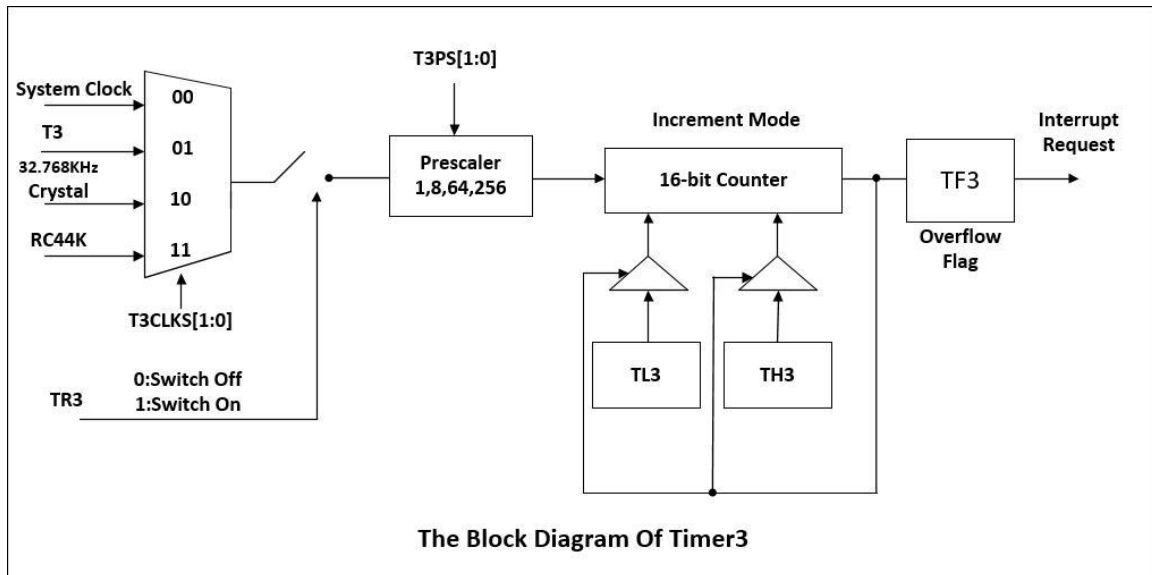 T3PS[1:0]
System Clock
00
T3
01
32.768KHz
Crystal
10
RC44K
11
T3CLKS[1:0]
Prescaler
1,8,64,256
Increment Mode
16-bit Counter
Interrupt
Request
TF3
Overflow
Flag
TL3
TH3
TR3
0:Switch Off
1:Switch On
The Block Diagram Of Timer3